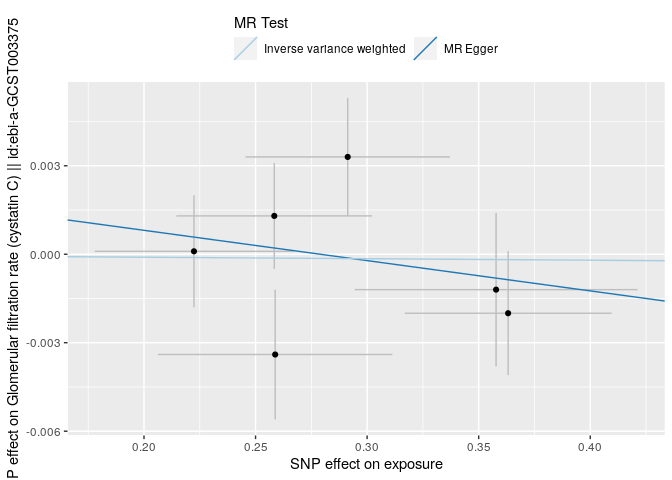 MR Test
Inverse variance weighted
MR Egger
P effect on Glomerular filtration rate (cystatin C) || id:ebi-a-GCST003375
0.003
0.000
-0.003
-0.006
0.20
0.25
0.30
0.35
0.40
SNP effect on exposure